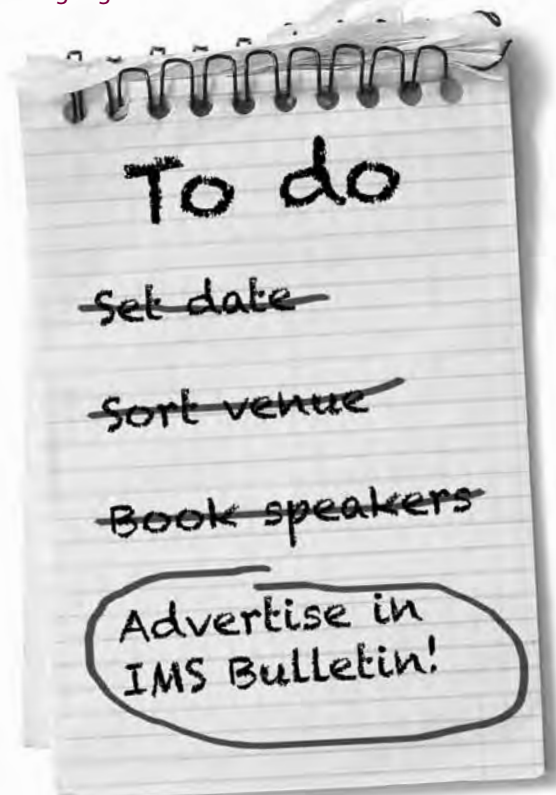 To do
Set date
Sort venue
Book speakers
Advertise in
IMS Bulletin!